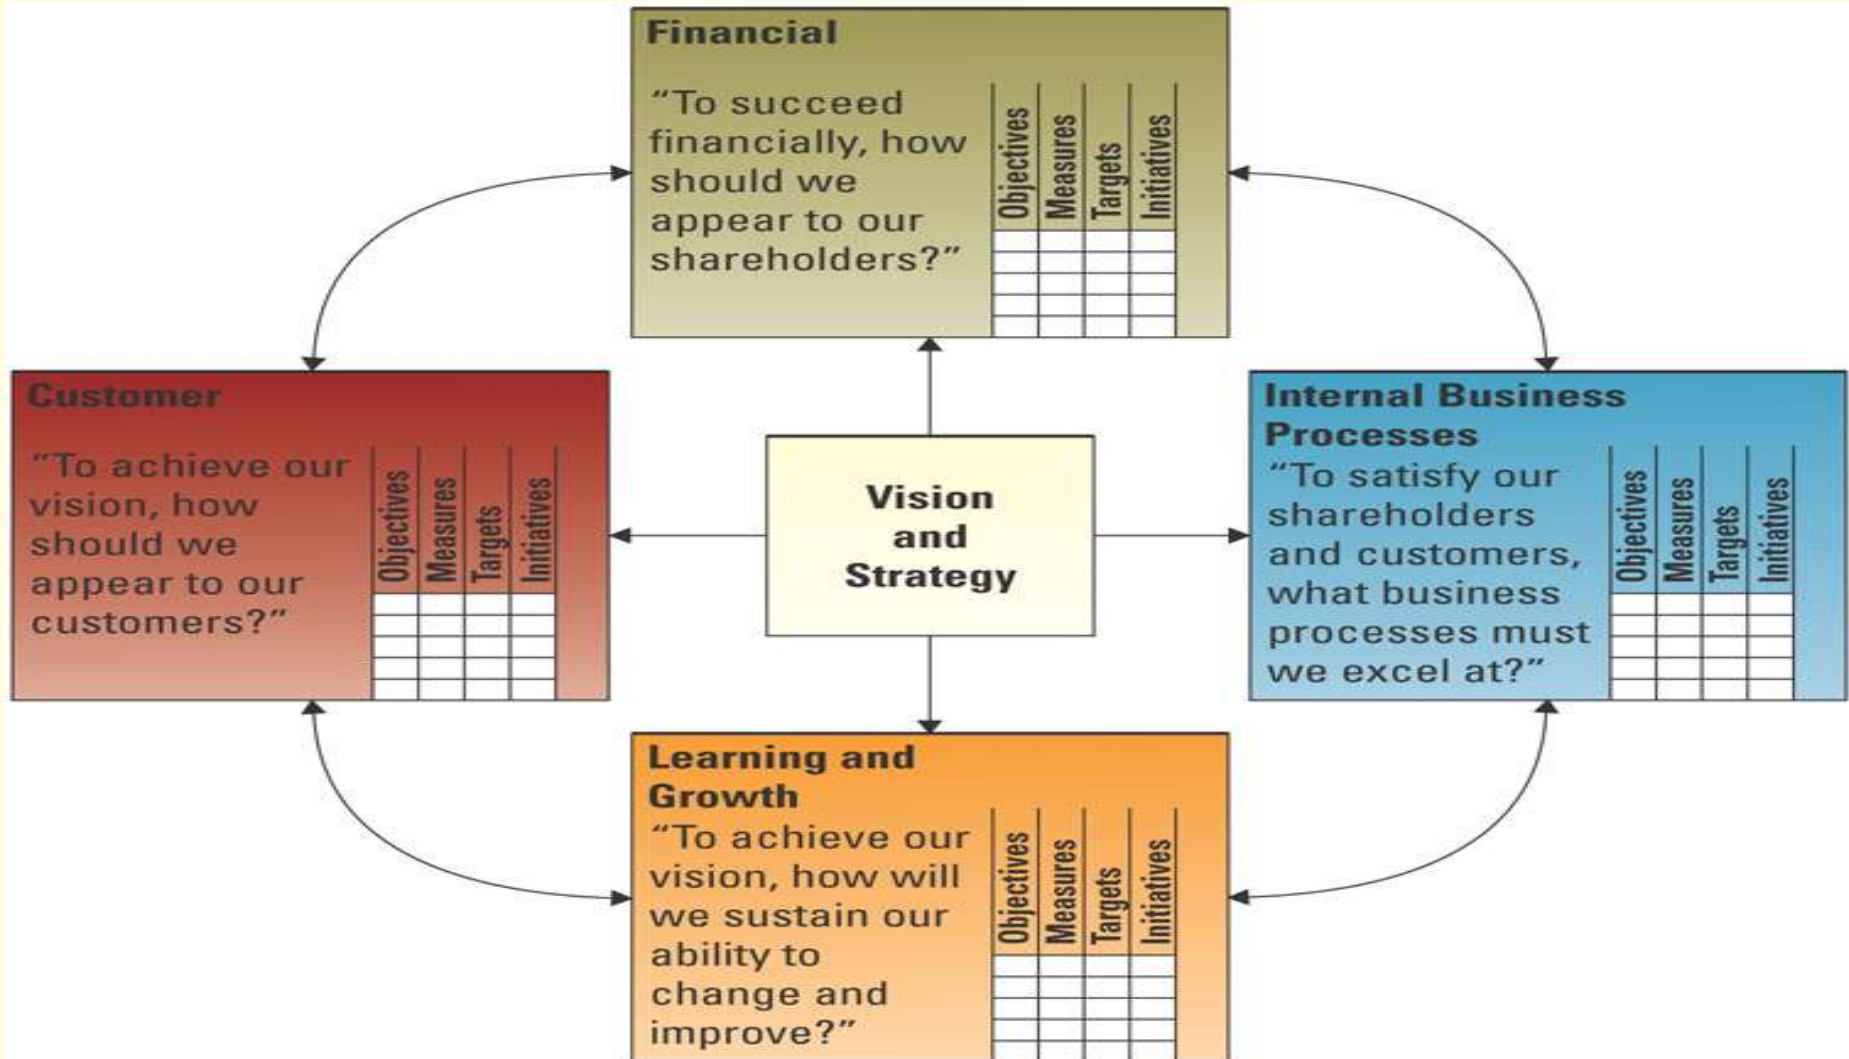 Financial
“To succeed
financially, how
should we
appear to our
shareholders?”
Objectives
Measures
Targets
Initiatives
Customer
“To achieve our
vision, how
should we
appear to our
customers?”
Objectives
Measures
Targets
Initiatives
Vision
and
Strategy
Internal Business
Processes
“To satisfy our
shareholders
and customers,
what business
processes must
we excel at?”
Objectives
Measures
Targets
Initiatives
Learning and
Growth
“To achieve our
vision, how will
we sustain our
ability to
change and
improve?”
Objectives
Measures
Targets
Initiatives